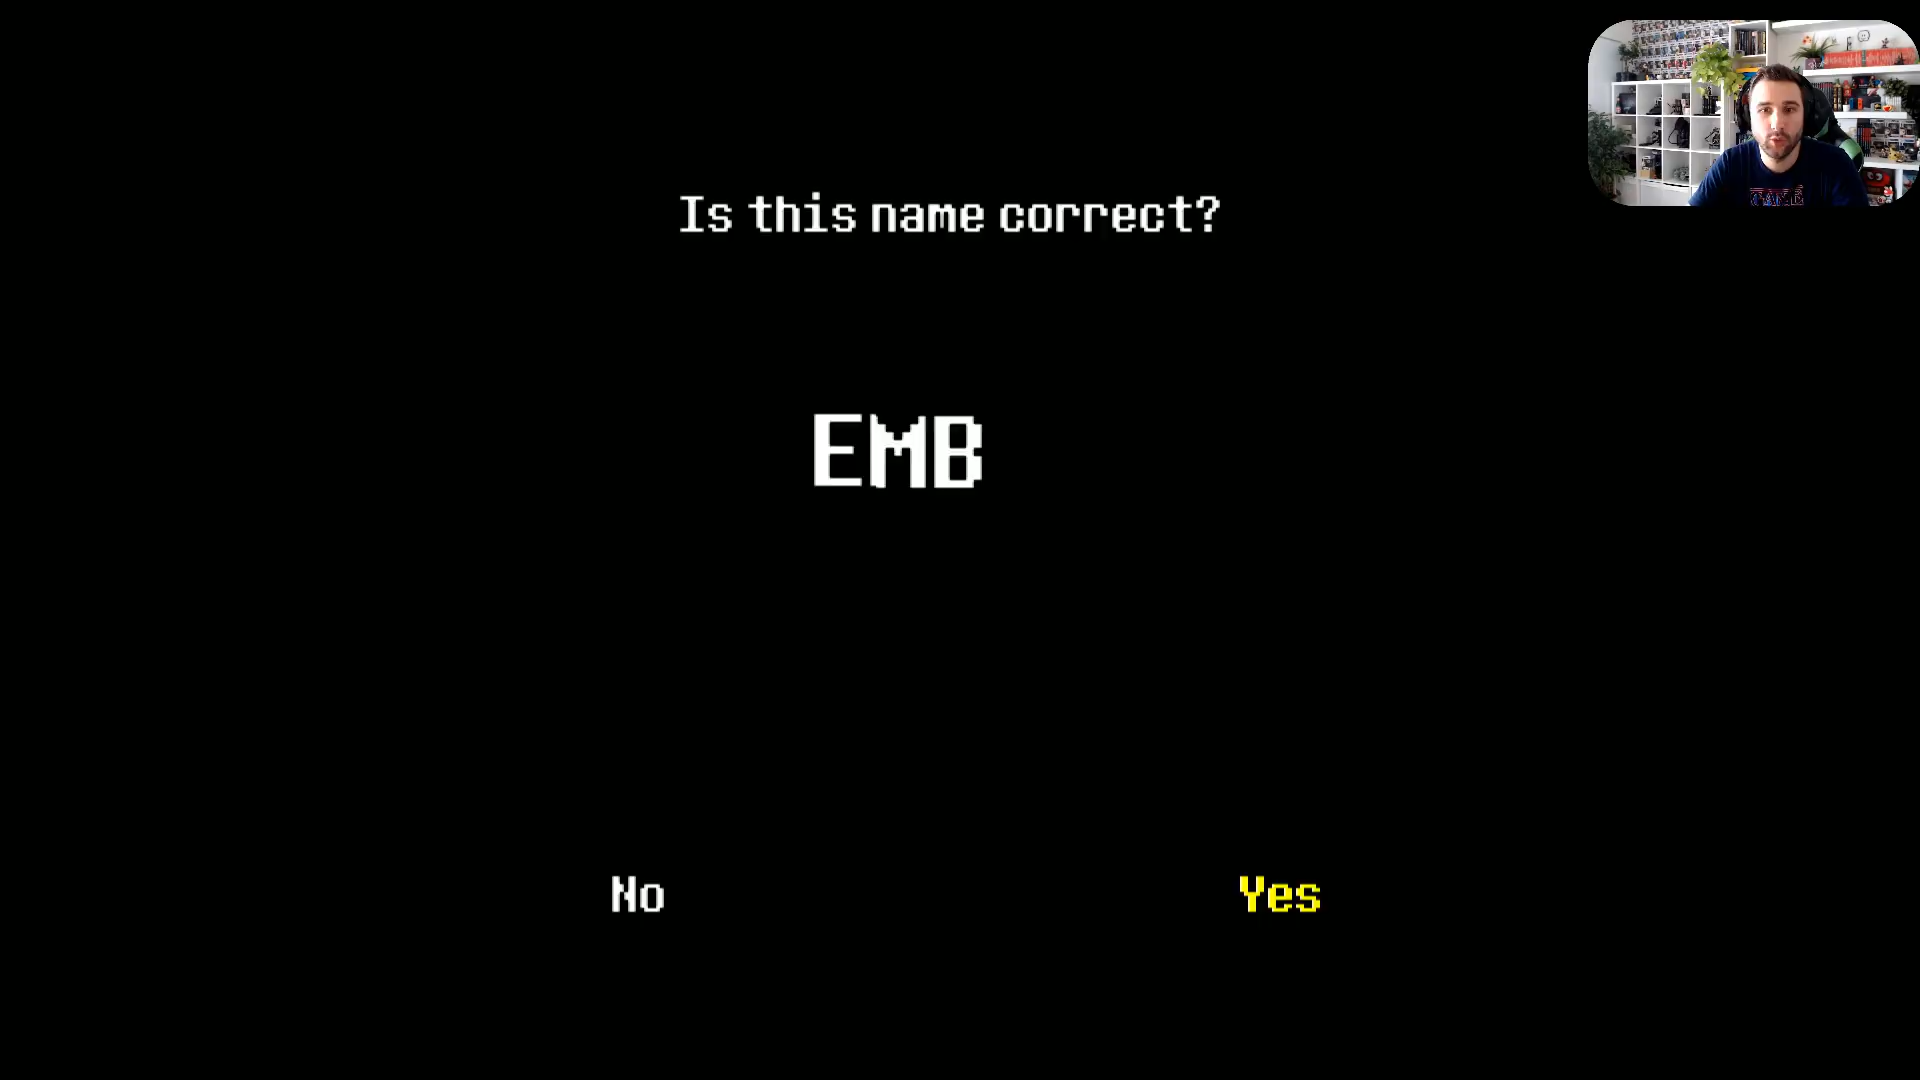 Is this name correct?
EMB
No
Yes